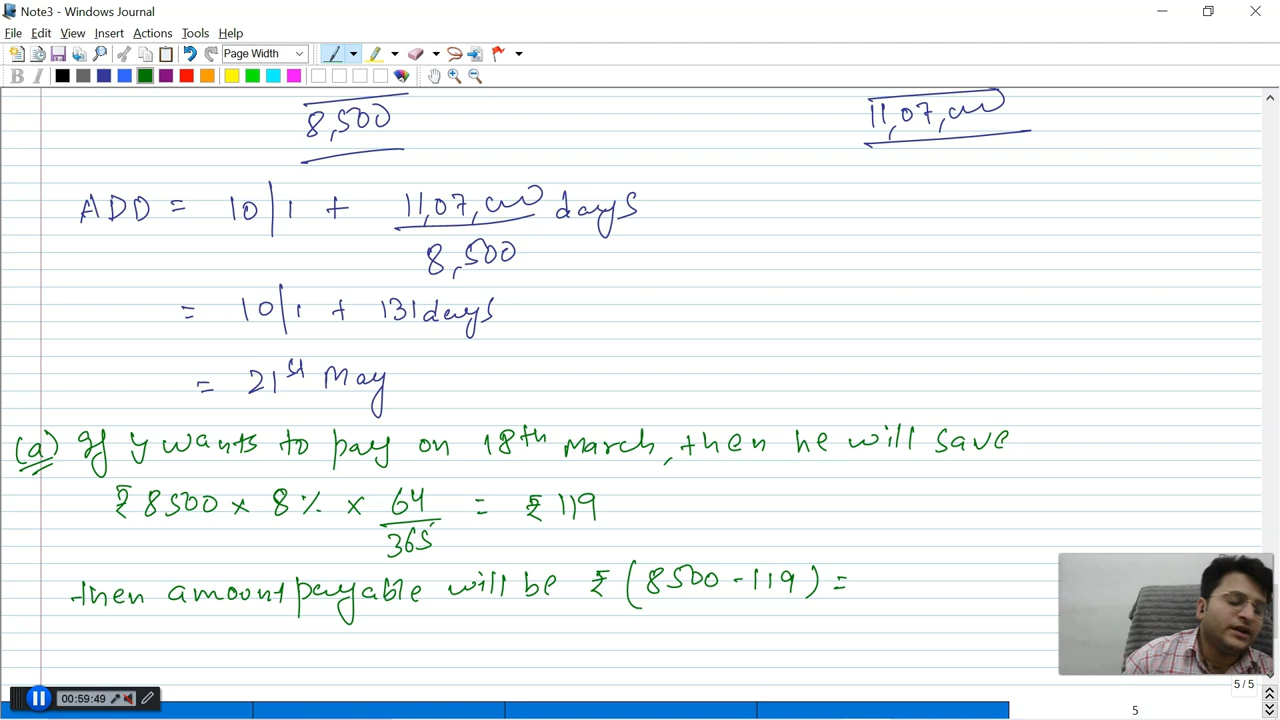 Note3 - Windows Journal
File Edit View Insert Actions Tools Help
Page Width
B I
8,500
11,07,000
ADD = 10|1 + 11,07,000 days
8,500
= 10|1 + 131 days
= 21st May
(a) If Y wants to pay on 18th March, then he will save
₹ 8500 × 8% × 64 = ₹ 119
365
then amount payable will be ₹ (8500 - 119) =
5/5
00:59:49
5